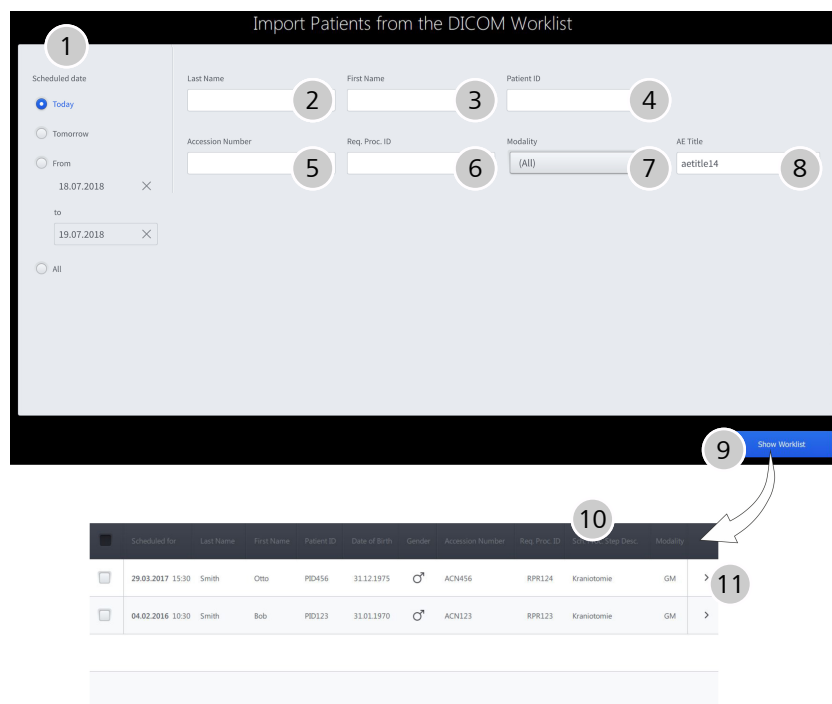 Import Patients from the DICOM Worklist
1
Scheduled date
Today
Tomorrow
From
18.07.2018
to
19.07.2018
All
Last Name
2
First Name
3
Patient ID
4
Accession Number
5
Req. Proc. ID
6
Modality
(All)
7
AE Title
aetitle14
8
9
Show Worklist
10
Scheduled for Last Name First Name Patient ID Date of Birth Gender Accession Number Req. Proc. ID Step Desc. Modality
29.03.2017 15:30 Smith Otto PID456 31.12.1975 ♂ ACN456 RPR124 Kraniotomie GM >
11
04.02.2016 10:30 Smith Bob PID123 31.01.1970 ♂ ACN123 RPR123 Kraniotomie GM >